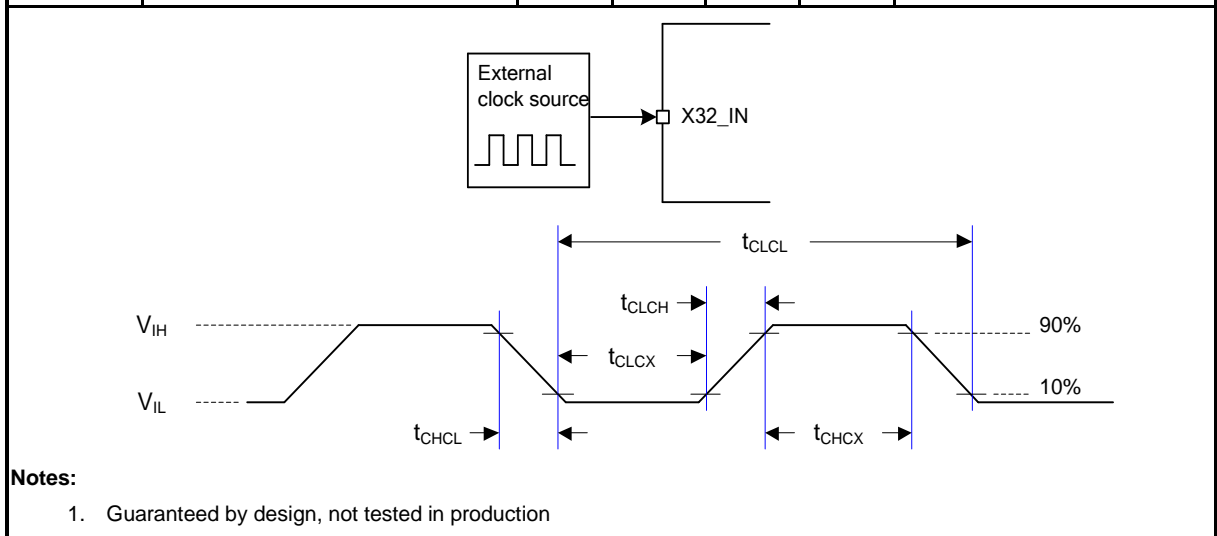 External
clock source
X32_IN
tCLCL
tCLCH
VIH
90%
tCLCX
VIL
10%
tCHCL
tCHCX
Notes:
1. Guaranteed by design, not tested in production